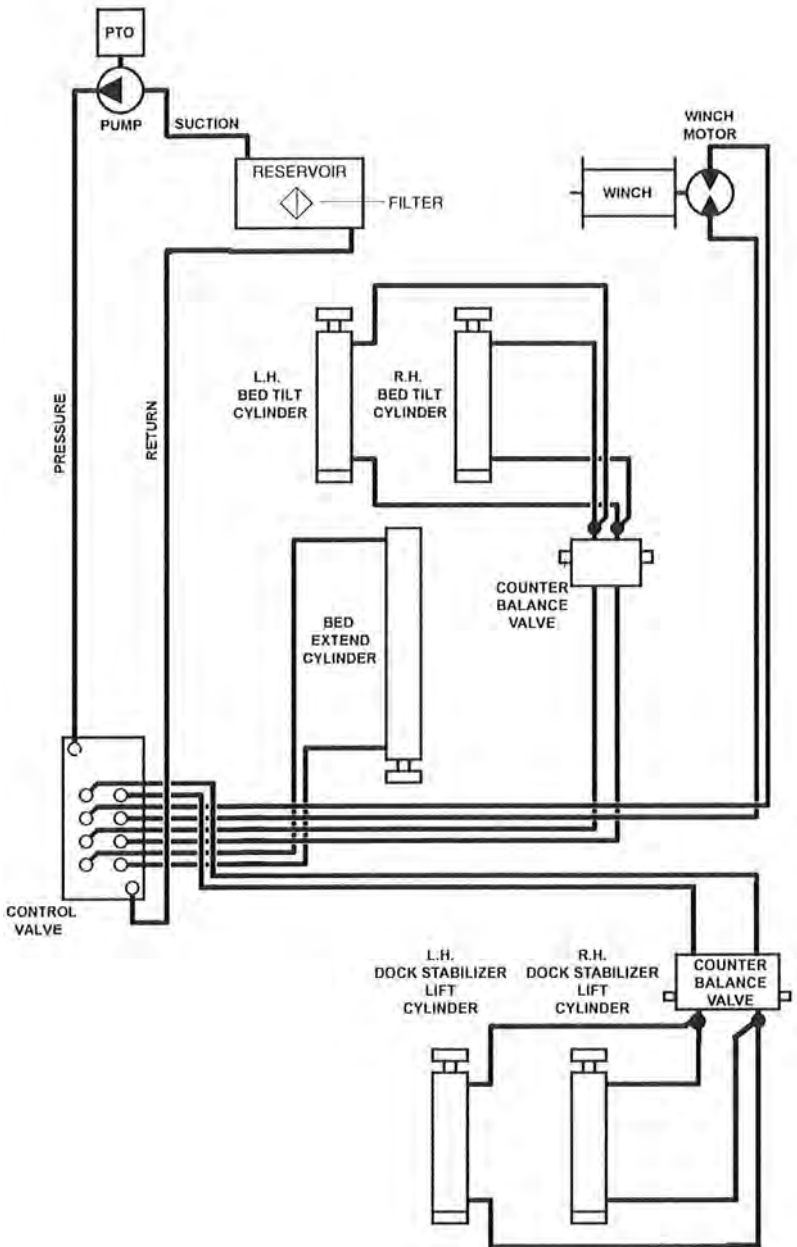 PTO
PUMP
SUCTION
RESERVOIR
FILTER
WINCH
MOTOR
WINCH
L.H.
BED TILT
CYLINDER
R.H.
BED TILT
CYLINDER
PRESSURE
RETURN
COUNTER
BALANCE
VALVE
BED
EXTEND
CYLINDER
CONTROL
VALVE
L.H.
DOCK STABILIZER
LIFT
CYLINDER
R.H.
DOCK STABILIZER
LIFT
CYLINDER
COUNTER
BALANCE
VALVE